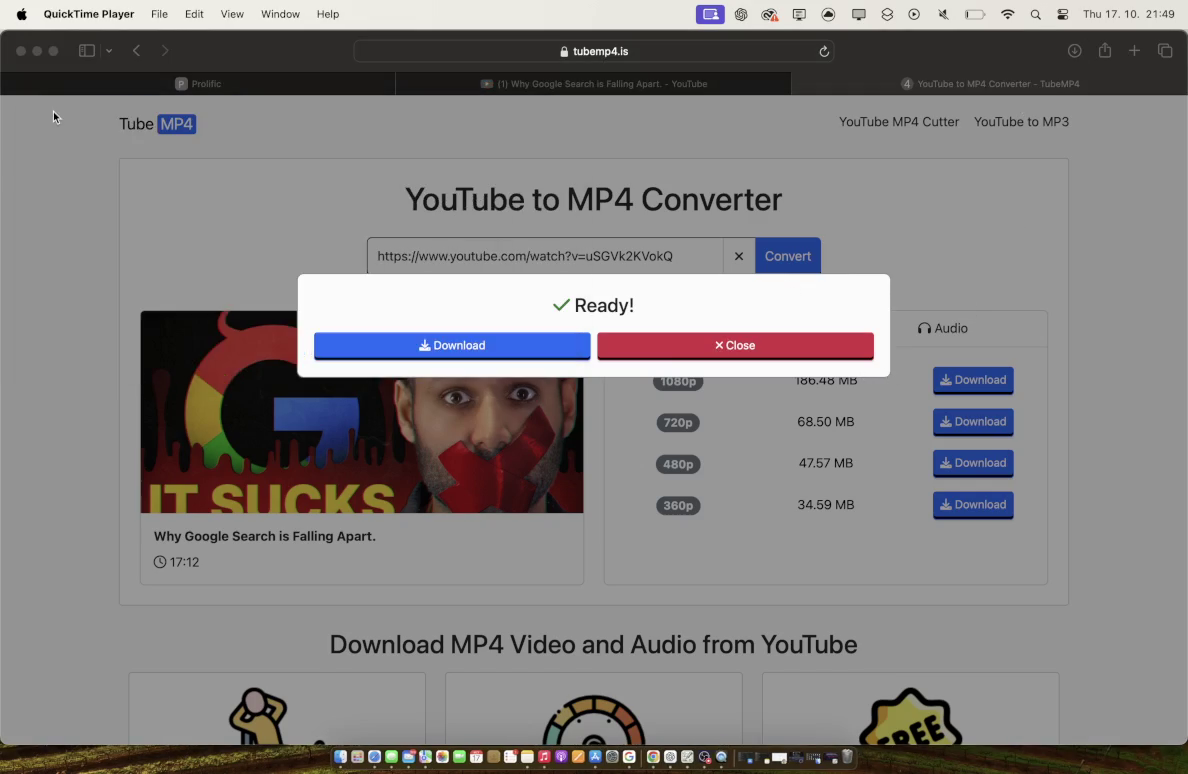 QuickTime Player File Edit View Window Help Thu 17. 10. 21:49
tubemp4.is
P Prolific
(1) Why Google Search is Falling Apart. - YouTube
4 YouTube to MP4 Converter - TubeMP4
Tube MP4
YouTube MP4 Cutter YouTube to MP3
YouTube to MP4 Converter
https://www.youtube.com/watch?v=uSGVk2KVokQ × Convert
Ready!
Download × Close
IT SUCKS
Why Google Search is Falling Apart.
17:12
Audio
1080p 186.48 MB Download
720p 68.50 MB Download
480p 47.57 MB Download
360p 34.59 MB Download
Download MP4 Video and Audio from YouTube
FREE